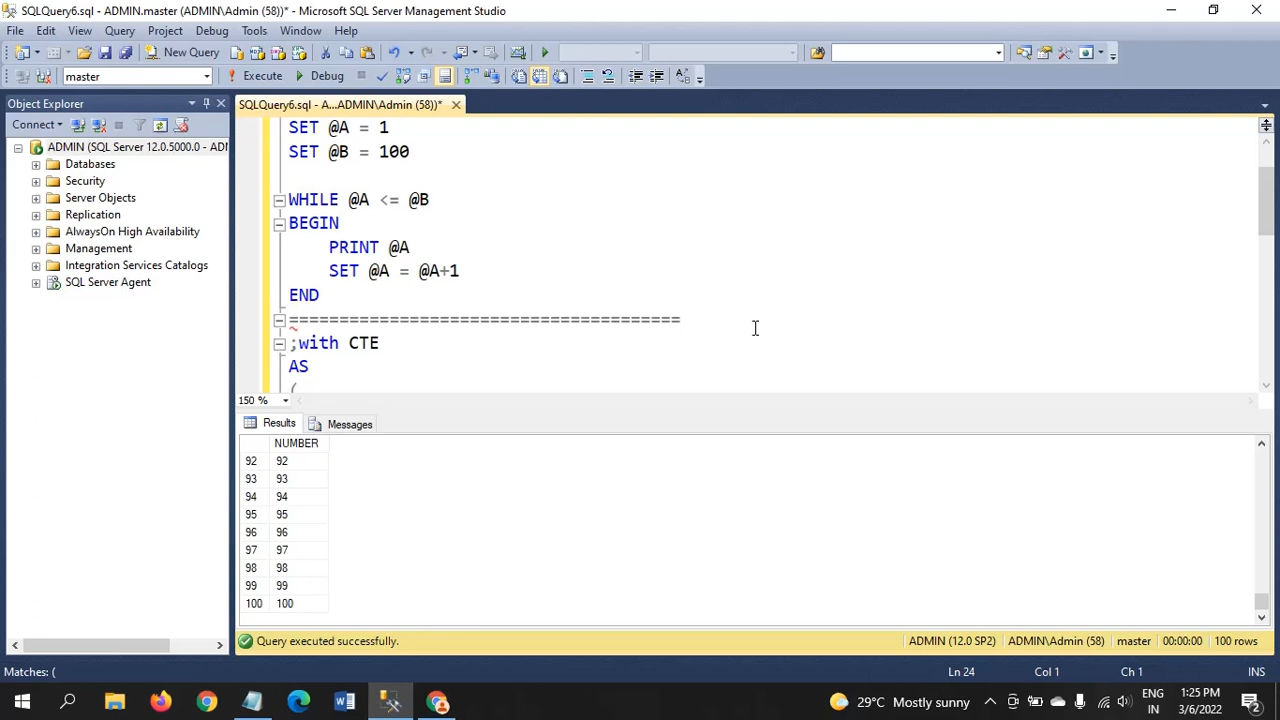 SQLQuery6.sql - ADMIN.master (ADMIN\Admin (58))* - Microsoft SQL Server Management Studio
File Edit View Query Project Debug Tools Window Help
New Query
master Execute Debug
Object Explorer
SQLQuery6.sql - A...ADMIN\Admin (58))*
Connect
ADMIN (SQL Server 12.0.5000.0 - ADM
Databases
Security
Server Objects
Replication
AlwaysOn High Availability
Management
Integration Services Catalogs
SQL Server Agent
SET @A = 1
SET @B = 100
WHILE @A <= @B
BEGIN
PRINT @A
SET @A = @A+1
END
=======================================
;with CTE
AS
(
150 %
Results Messages
NUMBER
92 92
93 93
94 94
95 95
96 96
97 97
98 98
99 99
100 100
Query executed successfully. ADMIN (12.0 SP2) ADMIN\Admin (58) master 00:00:00 100 rows
Matches: ( Ln 24 Col 1 Ch 1 INS
29°C Mostly sunny ENG IN 1:25 PM 3/6/2022 2